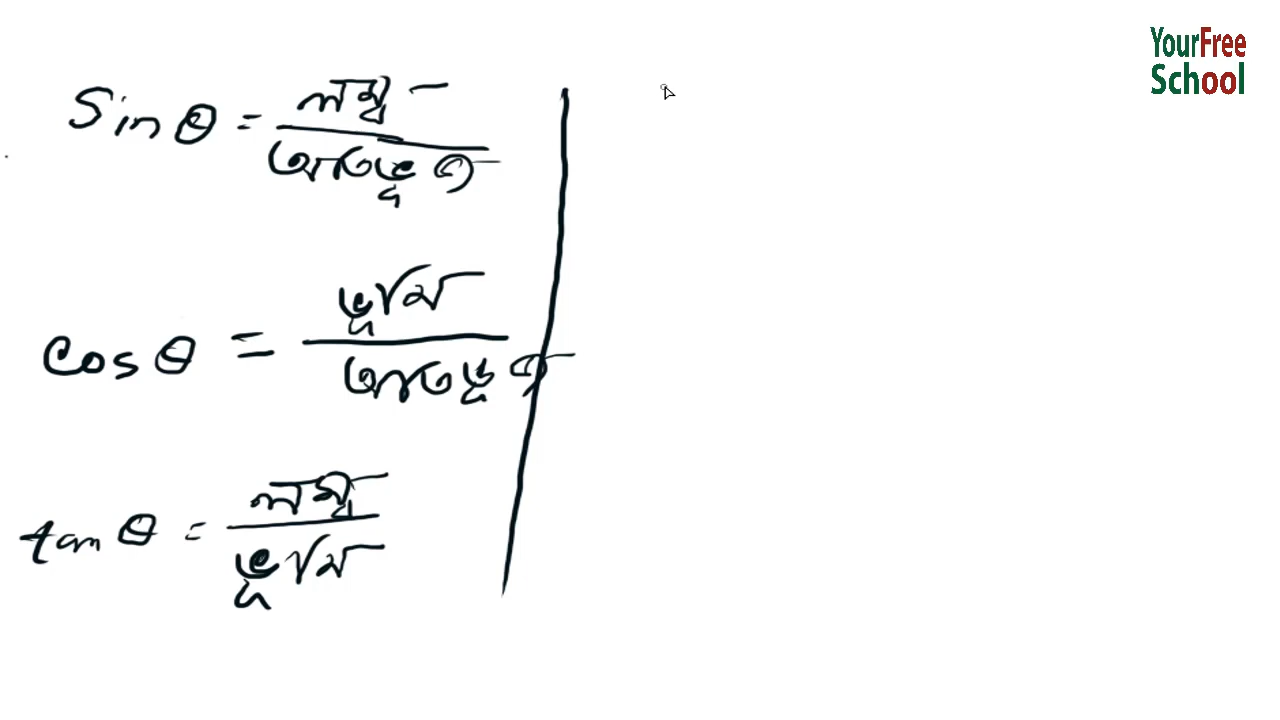 YourFree
School
Sin θ = লম্ব / অতিভুজ
cos θ = ভূমি / অতিভুজ
tan θ = লম্ব / ভূমি